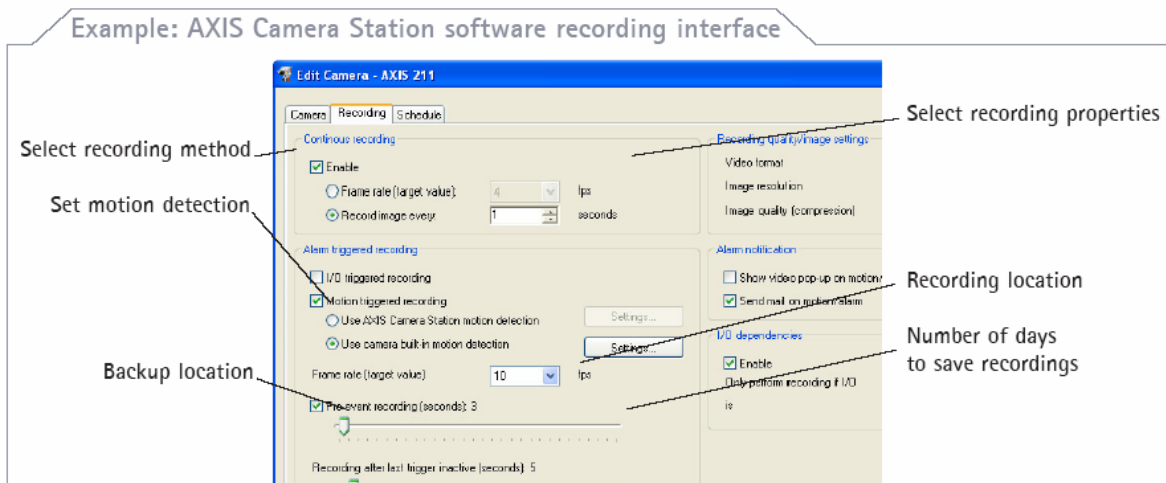 Example: AXIS Camera Station software recording interface
Edit Camera - AXIS 211
Camera Recording Schedule
Select recording method
Set motion detection
Backup location
Continous recording
Enable
Frame rate (target value): 4 fps
Record image every: 1 seconds
Alarm triggered recording
I/O triggered recording
Motion triggered recording
Use AXIS Camera Station motion detection Settings...
Use camera built-in motion detection Settings...
Frame rate (target value) 10 fps
Pre-event recording (seconds): 3
Recording after last trigger inactive (seconds): 5
Recording quality/image settings
Video format
Image resolution
Image quality (compression)
Alarm notification
Show video pop-up on motion
Send mail on motion alarm
I/O dependencies
Enable
Only perform recording if I/O
is
Select recording properties
Recording location
Number of days
to save recordings